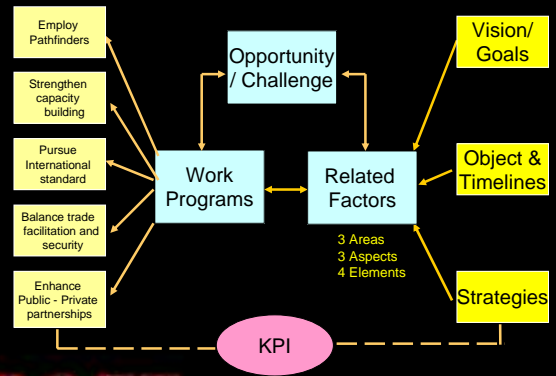 Employ
Pathfinders
Strengthen
capacity
building
Pursue
International
standard
Balance trade
facilitation and
security
Enhance
Public - Private
partnerships
Opportunity
/ Challenge
Work
Programs
Related
Factors
3 Areas
3 Aspects
4 Elements
Vision/
Goals
Object &
Timelines
Strategies
KPI